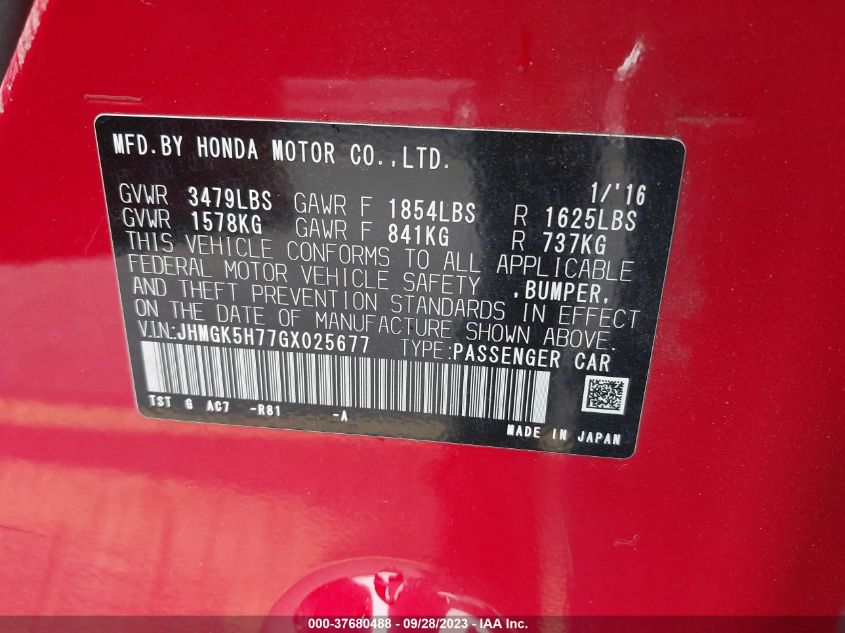 MFD.BY HONDA MOTOR CO.,LTD.
1/'16
GVWR 3479LBS GAWR F 1854LBS R 1625LBS
GVWR 1578KG GAWR F 841KG R 737KG
THIS VEHICLE CONFORMS TO ALL APPLICABLE
FEDERAL MOTOR VEHICLE SAFETY ,BUMPER,
AND THEFT PREVENTION STANDARDS IN EFFECT
ON THE DATE OF MANUFACTURE SHOWN ABOVE.
V.IN.:JHMGK5H77GX025677 TYPE:PASSENGER CAR
TST G AC7 -R81 -A
MADE IN JAPAN
000-37680488 - 09/28/2023 - IAA Inc.